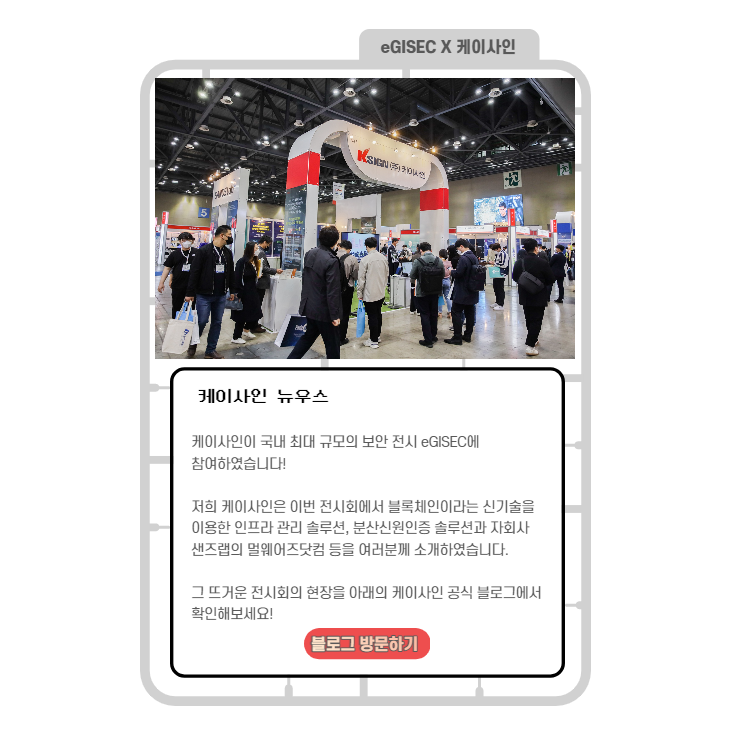 eGISEC X 케이사인
KSIGN (주)케이사인
5
케이사인 뉴우스
케이사인이 국내 최대 규모의 보안 전시 eGISEC에
참여하였습니다!
저희 케이사인은 이번 전시회에서 블록체인이라는 신기술을
이용한 인프라 관리 솔루션, 분산신원인증 솔루션과 자회사
샌즈랩의 멀웨어즈닷컴 등을 여러분께 소개하였습니다.
그 뜨거운 전시회의 현장을 아래의 케이사인 공식 블로그에서
확인해보세요!
블로그 방문하기